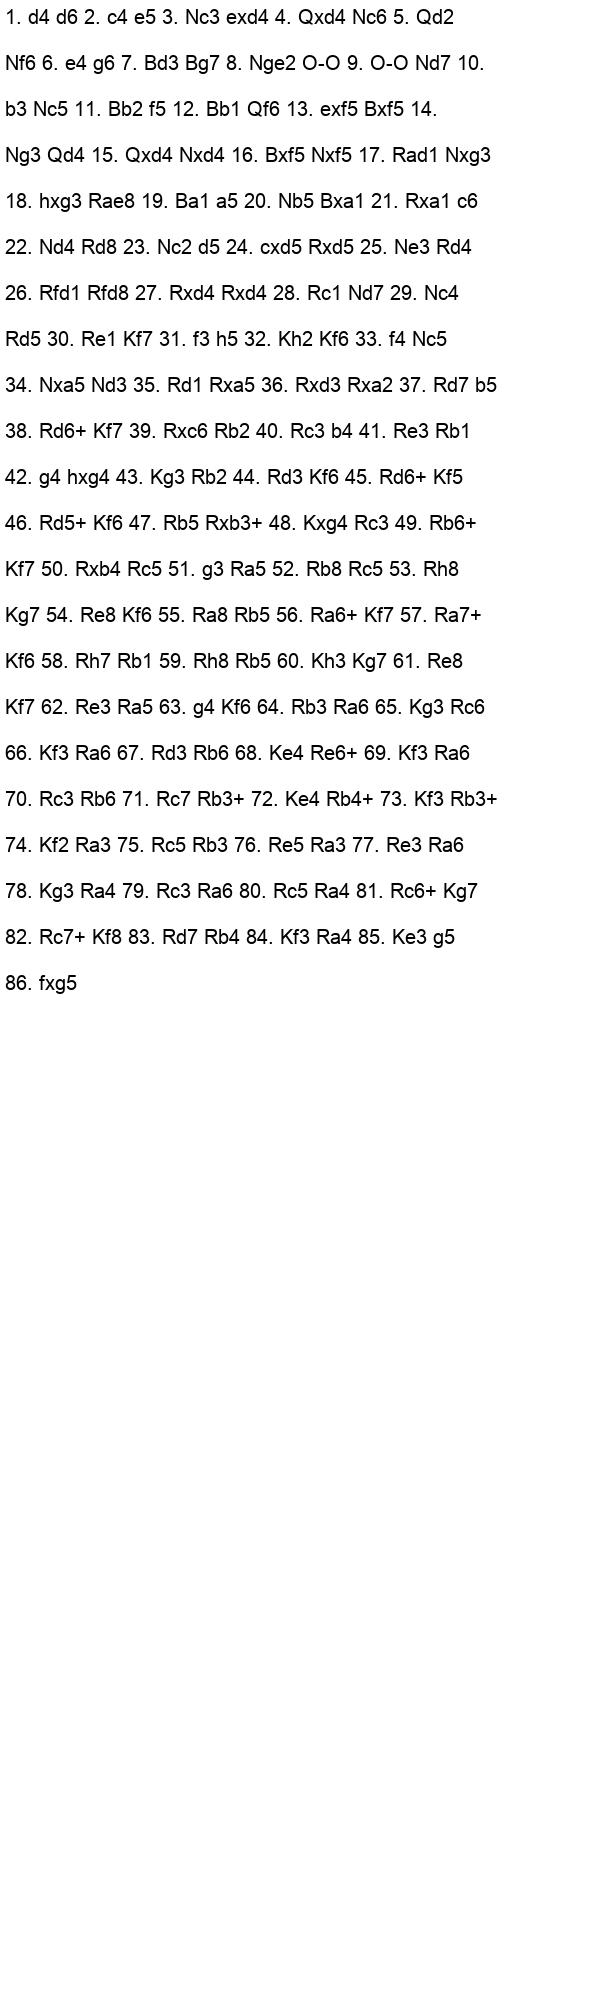 1. d4 d6 2. c4 e5 3. Nc3 exd4 4. Qxd4 Nc6 5. Qd2
Nf6 6. e4 g6 7. Bd3 Bg7 8. Nge2 O-O 9. O-O Nd7 10.
b3 Nc5 11. Bb2 f5 12. Bb1 Qf6 13. exf5 Bxf5 14.
Ng3 Qd4 15. Qxd4 Nxd4 16. Bxf5 Nxf5 17. Rad1 Nxg3
18. hxg3 Rae8 19. Ba1 a5 20. Nb5 Bxa1 21. Rxa1 c6
22. Nd4 Rd8 23. Nc2 d5 24. cxd5 Rxd5 25. Ne3 Rd4
26. Rfd1 Rfd8 27. Rxd4 Rxd4 28. Rc1 Nd7 29. Nc4
Rd5 30. Re1 Kf7 31. f3 h5 32. Kh2 Kf6 33. f4 Nc5
34. Nxa5 Nd3 35. Rd1 Rxa5 36. Rxd3 Rxa2 37. Rd7 b5
38. Rd6+ Kf7 39. Rxc6 Rb2 40. Rc3 b4 41. Re3 Rb1
42. g4 hxg4 43. Kg3 Rb2 44. Rd3 Kf6 45. Rd6+ Kf5
46. Rd5+ Kf6 47. Rb5 Rxb3+ 48. Kxg4 Rc3 49. Rb6+
Kf7 50. Rxb4 Rc5 51. g3 Ra5 52. Rb8 Rc5 53. Rh8
Kg7 54. Re8 Kf6 55. Ra8 Rb5 56. Ra6+ Kf7 57. Ra7+
Kf6 58. Rh7 Rb1 59. Rh8 Rb5 60. Kh3 Kg7 61. Re8
Kf7 62. Re3 Ra5 63. g4 Kf6 64. Rb3 Ra6 65. Kg3 Rc6
66. Kf3 Ra6 67. Rd3 Rb6 68. Ke4 Re6+ 69. Kf3 Ra6
70. Rc3 Rb6 71. Rc7 Rb3+ 72. Ke4 Rb4+ 73. Kf3 Rb3+
74. Kf2 Ra3 75. Rc5 Rb3 76. Re5 Ra3 77. Re3 Ra6
78. Kg3 Ra4 79. Rc3 Ra6 80. Rc5 Ra4 81. Rc6+ Kg7
82. Rc7+ Kf8 83. Rd7 Rb4 84. Kf3 Ra4 85. Ke3 g5
86. fxg5